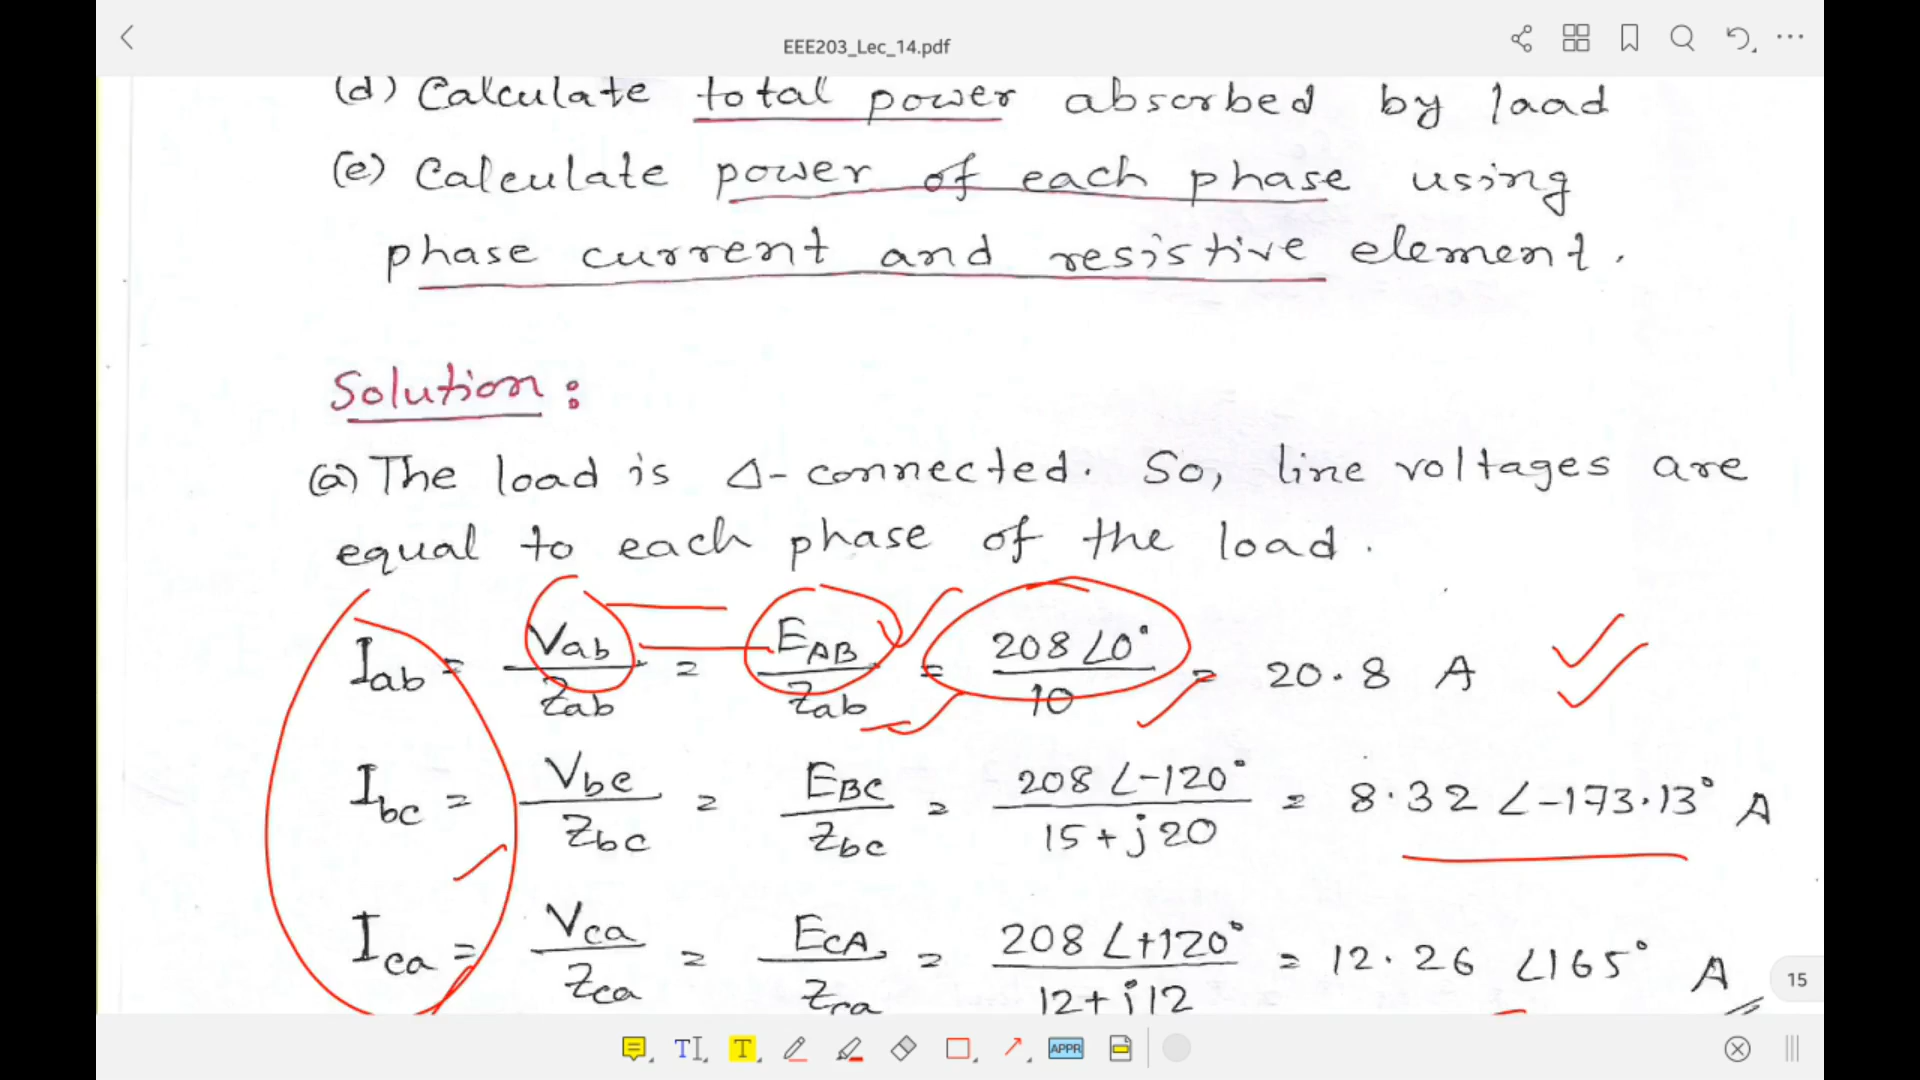 EEE203_Lec_14.pdf
(d) Calculate total power absorbed by laad
(e) Calculate power of each phase using
phase current and resistive element.
Solution:
(a) The load is Δ-connected. So, line voltages are
equal to each phase of the load.
Iab = Vab/Zab = EAB/Zab = 208∠0°/10 = 20.8 A
Ibc = Vbc/Zbc = EBC/Zbc = 208∠-120°/15+j20 = 8.32 ∠-173.13° A
Ica = Vca/Zca = ECA/Zca = 208∠+120°/12+j12 = 12.26 ∠165° A
15
T T APPR